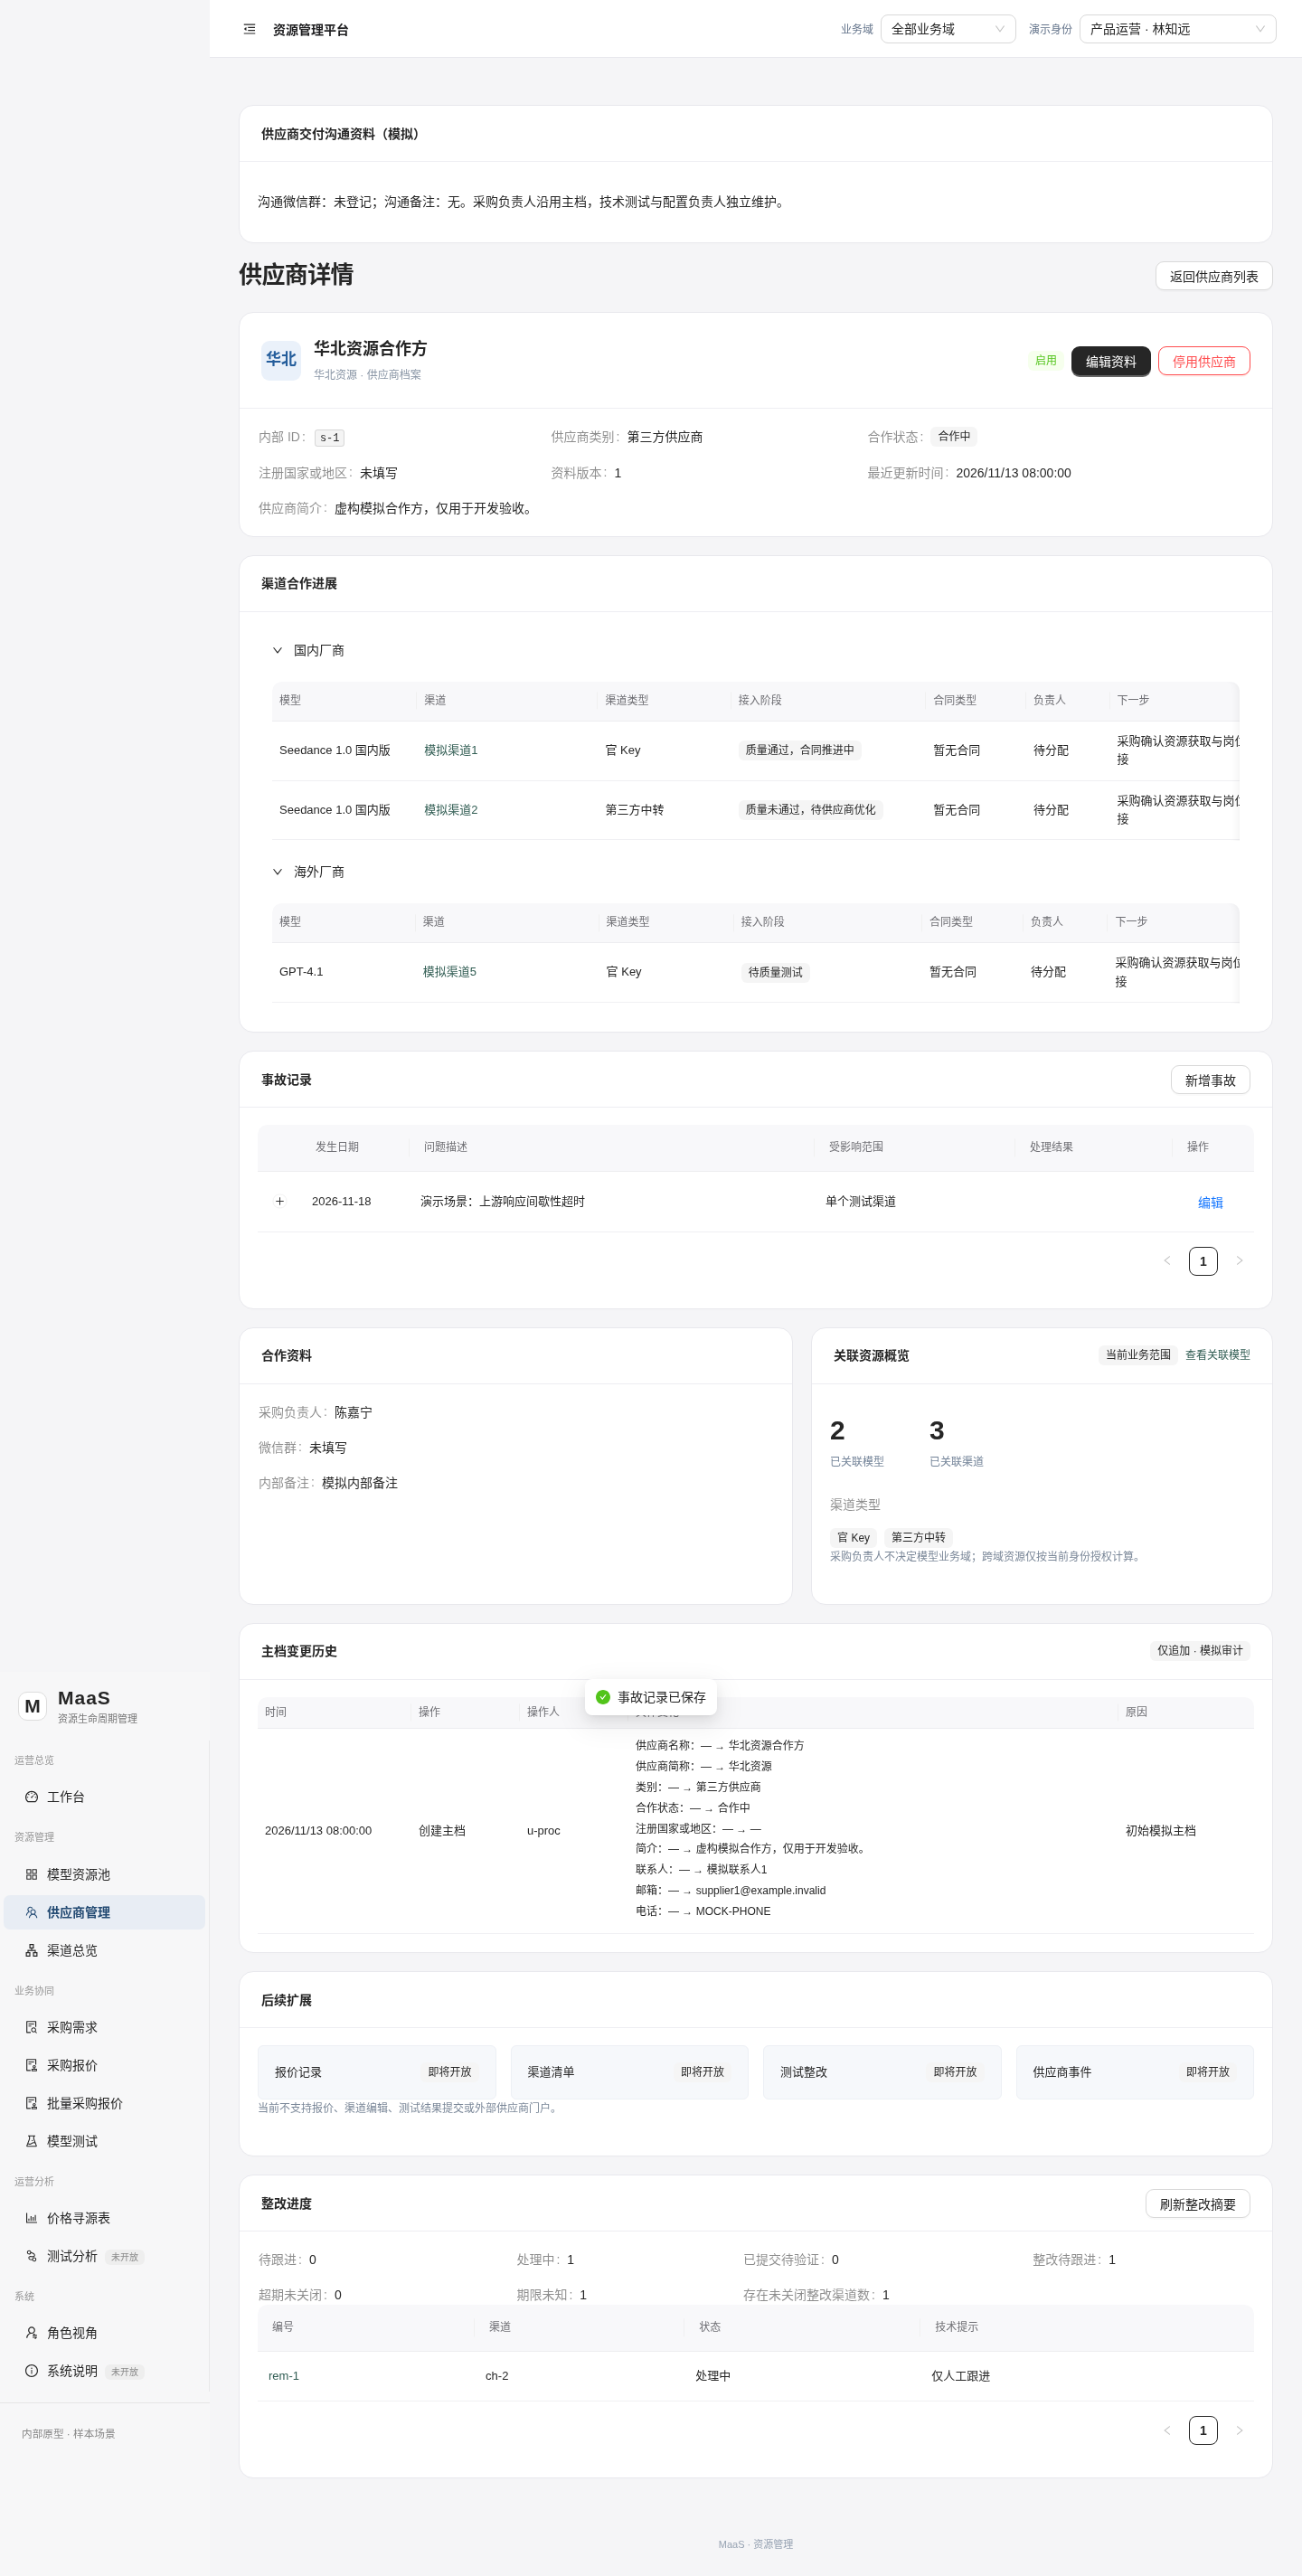 资源管理平台
业务域 全部业务域 演示身份 产品运营 · 林知远
供应商交付沟通资料（模拟）
沟通微信群：未登记；沟通备注：无。采购负责人沿用主档，技术测试与配置负责人独立维护。
供应商详情
返回供应商列表
华北
华北资源合作方
华北资源 · 供应商档案
启用 编辑资料 停用供应商
内部 ID： s-1 供应商类别：第三方供应商 合作状态：合作中
注册国家或地区：未填写 资料版本：1 最近更新时间：2026/11/13 08:00:00
供应商简介：虚构模拟合作方，仅用于开发验收。
渠道合作进展
国内厂商
模型 渠道 渠道类型 接入阶段 合同类型 负责人 下一步
Seedance 1.0 国内版 模拟渠道1 官 Key 质量通过，合同推进中 暂无合同 待分配 采购确认资源获取与岗位
接
Seedance 1.0 国内版 模拟渠道2 第三方中转 质量未通过，待供应商优化 暂无合同 待分配 采购确认资源获取与岗位
接
海外厂商
模型 渠道 渠道类型 接入阶段 合同类型 负责人 下一步
GPT-4.1 模拟渠道5 官 Key 待质量测试 暂无合同 待分配 采购确认资源获取与岗位
接
事故记录
新增事故
发生日期 问题描述 受影响范围 处理结果 操作
2026-11-18 演示场景：上游响应间歇性超时 单个测试渠道 编辑
1
合作资料
采购负责人：陈嘉宁
微信群：未填写
内部备注：模拟内部备注
关联资源概览
当前业务范围 查看关联模型
2 3
已关联模型 已关联渠道
渠道类型
官 Key 第三方中转
采购负责人不决定模型业务域；跨域资源仅按当前身份授权计算。
主档变更历史
仅追加 · 模拟审计
事故记录已保存
时间 操作 操作人 原因
2026/11/13 08:00:00 创建主档 u-proc
供应商名称：— → 华北资源合作方
供应商简称：— → 华北资源
类别：— → 第三方供应商
合作状态：— → 合作中
注册国家或地区：— → —
简介：— → 虚构模拟合作方，仅用于开发验收。
联系人：— → 模拟联系人1
邮箱：— → supplier1@example.invalid
电话：— → MOCK-PHONE
初始模拟主档
后续扩展
报价记录 即将开放 渠道清单 即将开放 测试整改 即将开放 供应商事件 即将开放
当前不支持报价、渠道编辑、测试结果提交或外部供应商门户。
整改进度
刷新整改摘要
待跟进：0 处理中：1 已提交待验证：0 整改待跟进：1
超期未关闭：0 期限未知：1 存在未关闭整改渠道数：1
编号 渠道 状态 技术提示
rem-1 ch-2 处理中 仅人工跟进
1
MaaS · 资源管理
M
MaaS
资源生命周期管理
运营总览
工作台
资源管理
模型资源池
供应商管理
渠道总览
业务协同
采购需求
采购报价
批量采购报价
模型测试
运营分析
价格寻源表
测试分析 未开放
系统
角色视角
系统说明 未开放
内部原型 · 样本场景